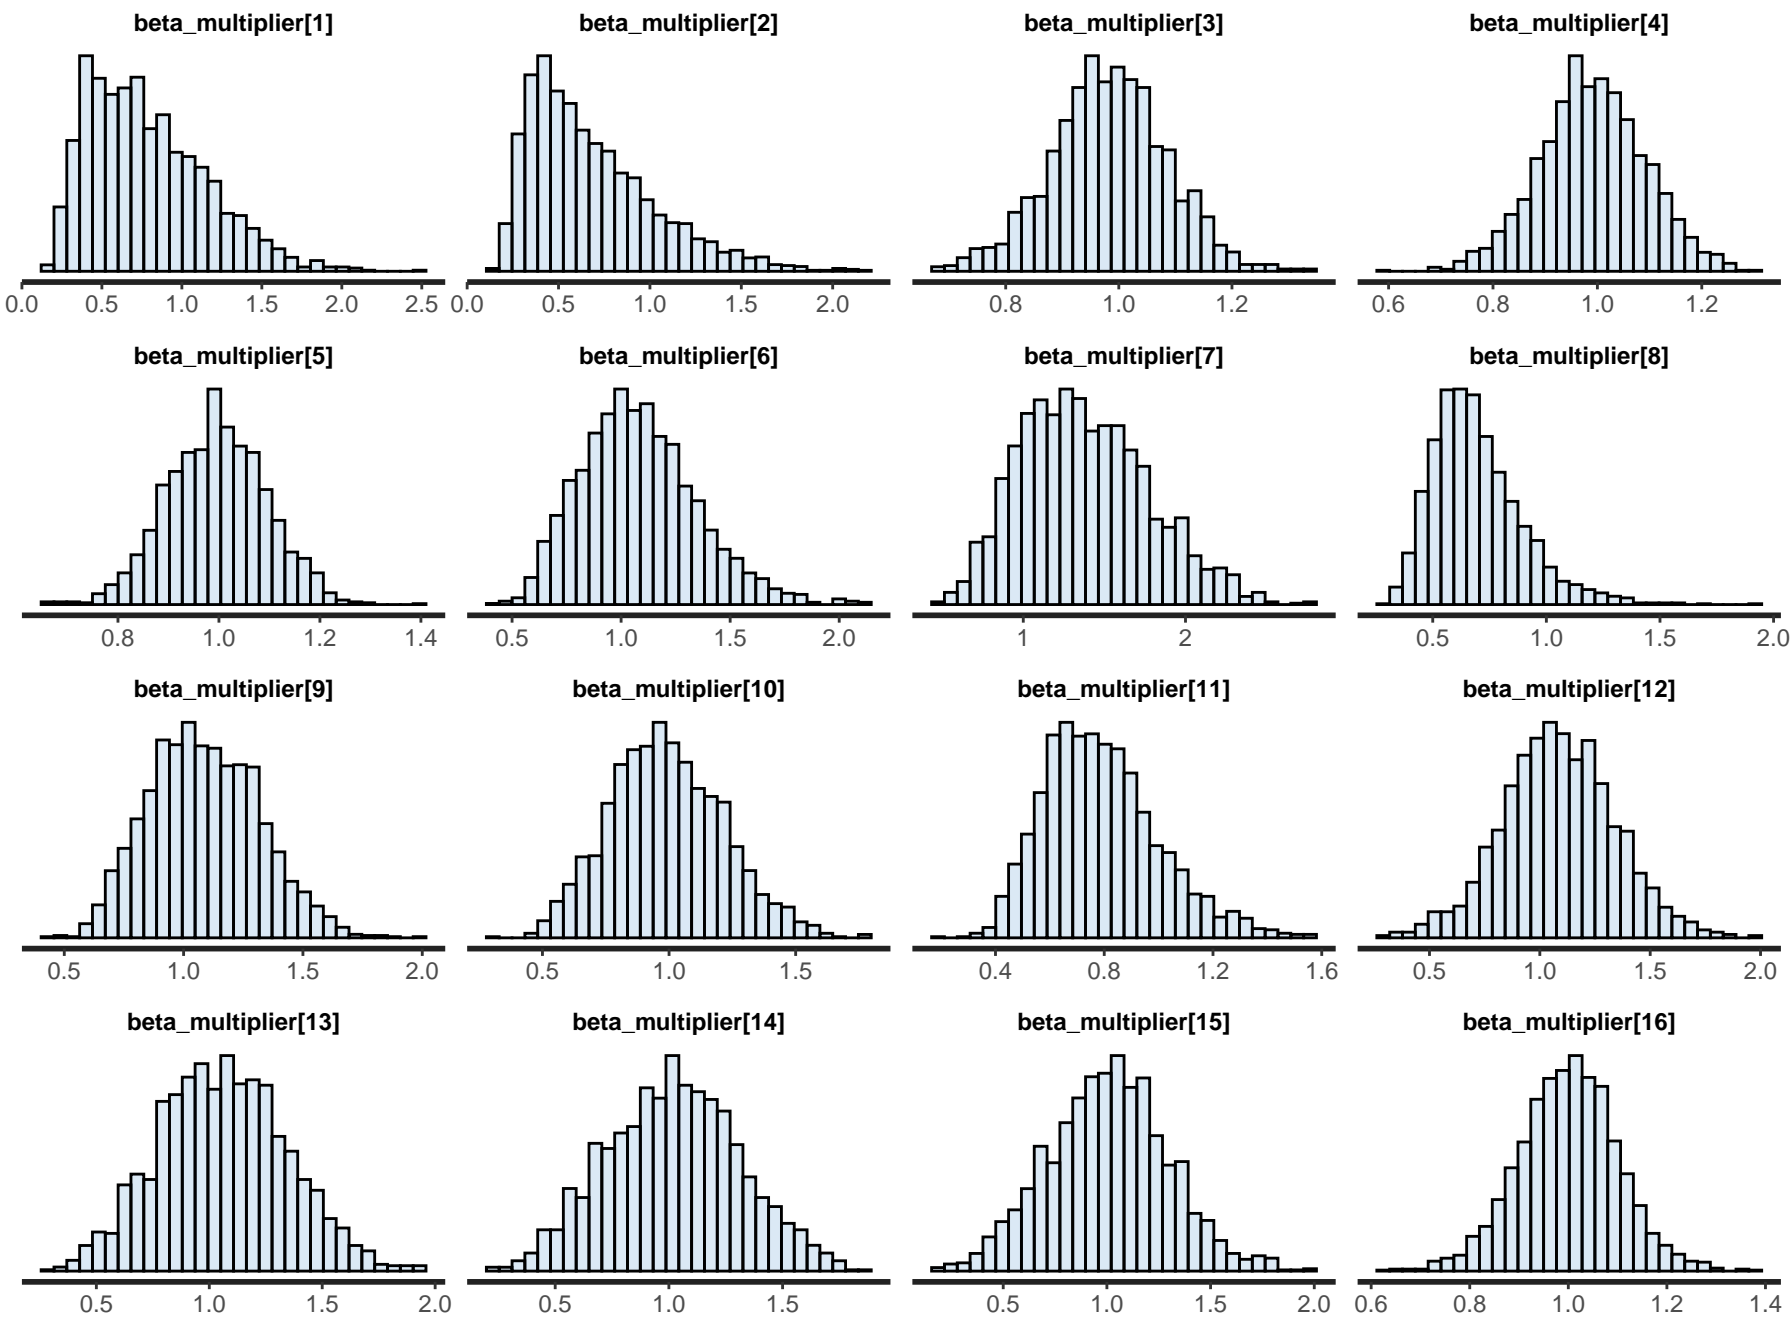 beta_multiplier[1] beta_multiplier[2] beta_multiplier[3] beta_multiplier[4]
0.0 0.5 1.0 1.5 2.0 2.5 0.0 0.5 1.0 1.5 2.0 0.8 1.0 1.2 0.6 0.8 1.0 1.2
beta_multiplier[5] beta_multiplier[6] beta_multiplier[7] beta_multiplier[8]
0.8 1.0 1.2 1.4 0.5 1.0 1.5 2.0 1 2 0.5 1.0 1.5 2.0
beta_multiplier[9] beta_multiplier[10] beta_multiplier[11] beta_multiplier[12]
0.5 1.0 1.5 2.0 0.5 1.0 1.5 0.4 0.8 1.2 1.6 0.5 1.0 1.5 2.0
beta_multiplier[13] beta_multiplier[14] beta_multiplier[15] beta_multiplier[16]
0.5 1.0 1.5 2.0 0.5 1.0 1.5 0.5 1.0 1.5 2.0 0.6 0.8 1.0 1.2 1.4